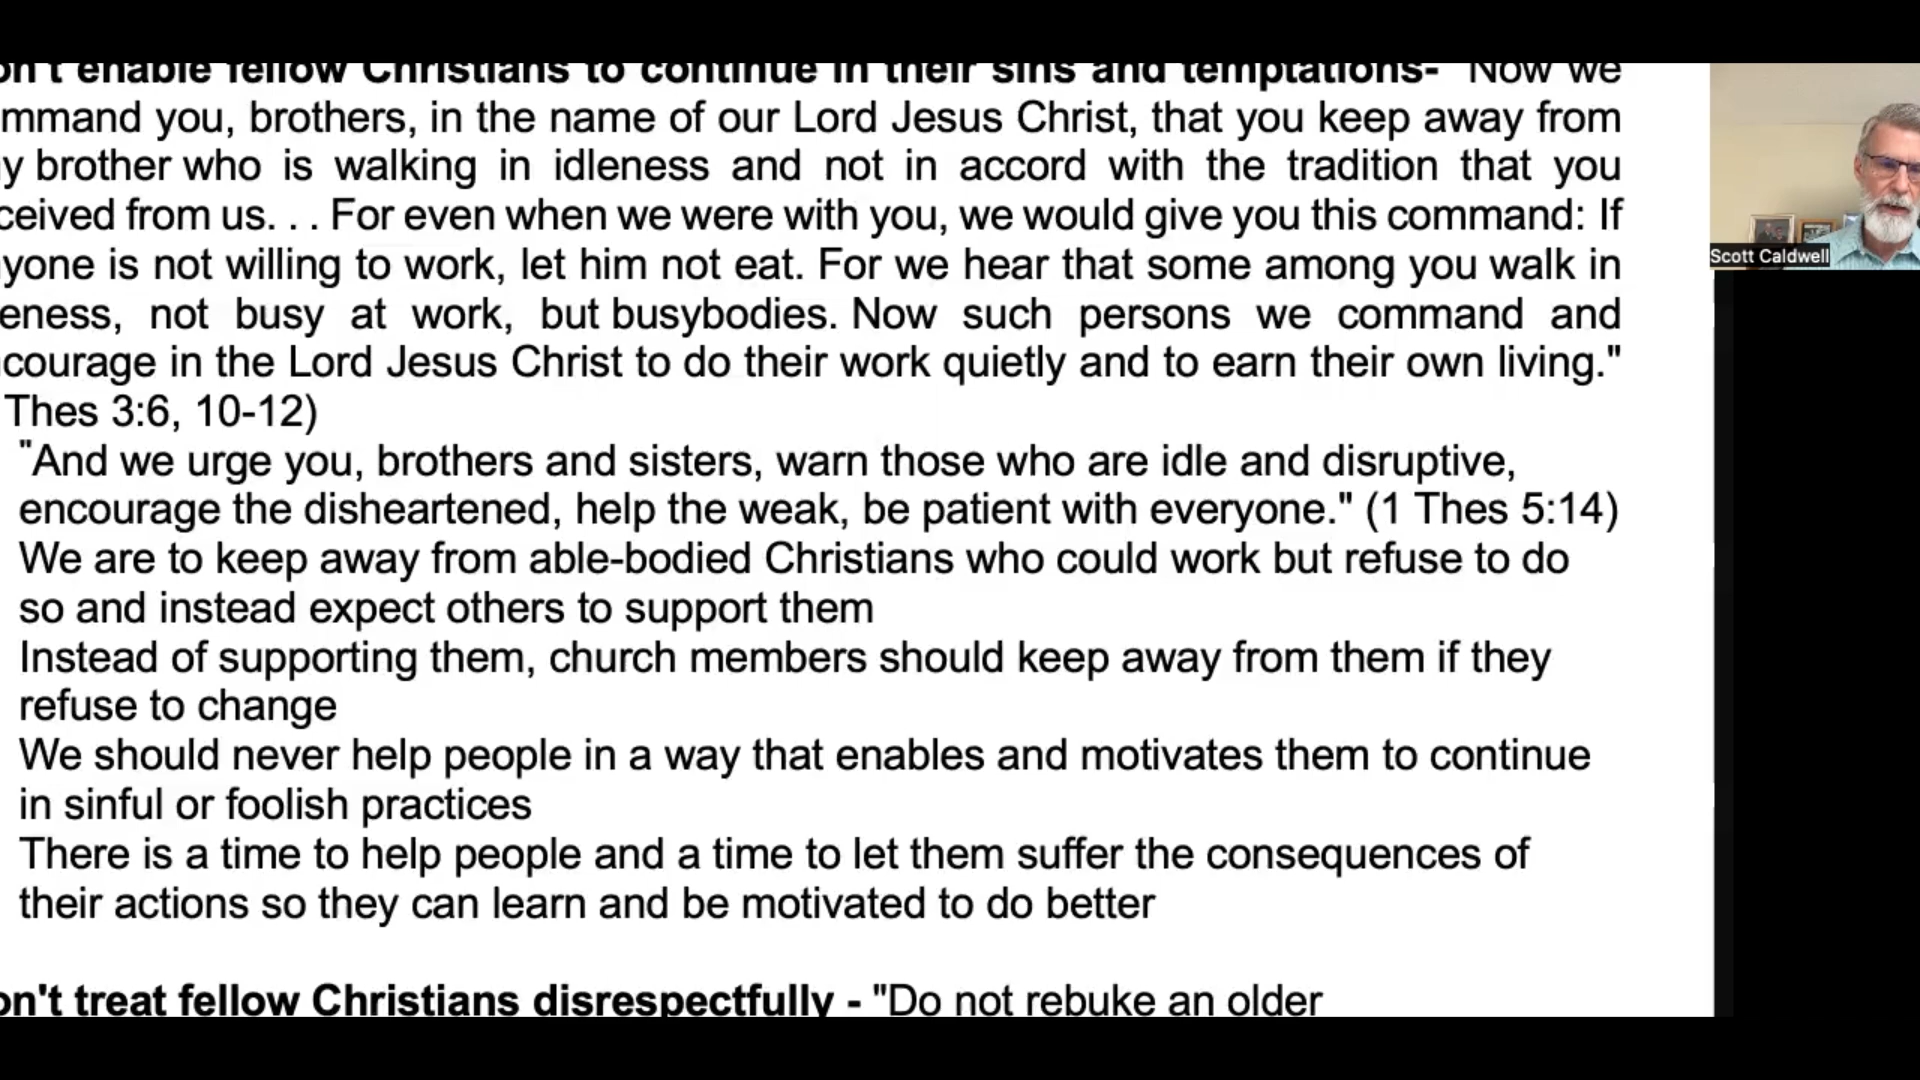 on't enable fellow Christians to continue in their sins and temptations- "Now we
mmand you, brothers, in the name of our Lord Jesus Christ, that you keep away from
y brother who is walking in idleness and not in accord with the tradition that you
ceived from us. . . For even when we were with you, we would give you this command: If
yone is not willing to work, let him not eat. For we hear that some among you walk in
eness, not busy at work, but busybodies. Now such persons we command and
courage in the Lord Jesus Christ to do their work quietly and to earn their own living."
Thes 3:6, 10-12)
"And we urge you, brothers and sisters, warn those who are idle and disruptive,
encourage the disheartened, help the weak, be patient with everyone." (1 Thes 5:14)
We are to keep away from able-bodied Christians who could work but refuse to do
so and instead expect others to support them
Instead of supporting them, church members should keep away from them if they
refuse to change
We should never help people in a way that enables and motivates them to continue
in sinful or foolish practices
There is a time to help people and a time to let them suffer the consequences of
their actions so they can learn and be motivated to do better
on't treat fellow Christians disrespectfully - "Do not rebuke an older
Scott Caldwell